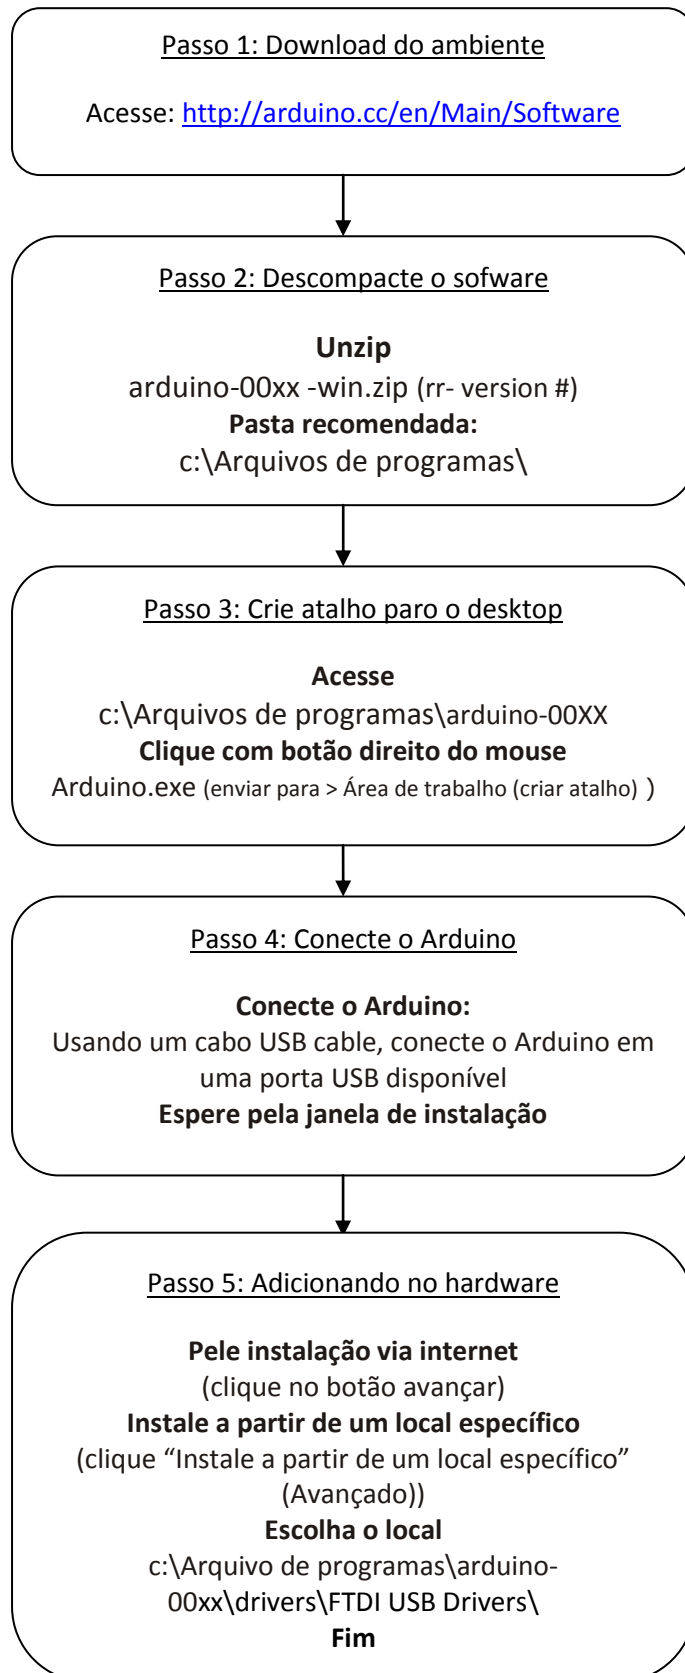 Passo 1: Download do ambiente
Acesse: http://arduino.cc/en/Main/Software
Passo 2: Descompacte o sofware
Unzip
arduino-00xx -win.zip (rr- version #)
Pasta recomendada:
c:\Arquivos de programas\
Passo 3: Crie atalho paro o desktop
Acesse
c:\Arquivos de programas\arduino-00XX
Clique com botão direito do mouse
Arduino.exe (enviar para > Área de trabalho (criar atalho) )
Passo 4: Conecte o Arduino
Conecte o Arduino:
Usando um cabo USB cable, conecte o Arduino em
uma porta USB disponível
Espere pela janela de instalação
Passo 5: Adicionando no hardware
Pele instalação via internet
(clique no botão avançar)
Instale a partir de um local específico
(clique “Instale a partir de um local específico”
(Avançado))
Escolha o local
c:\Arquivo de programas\arduino-
00xx\drivers\FTDI USB Drivers\
Fim